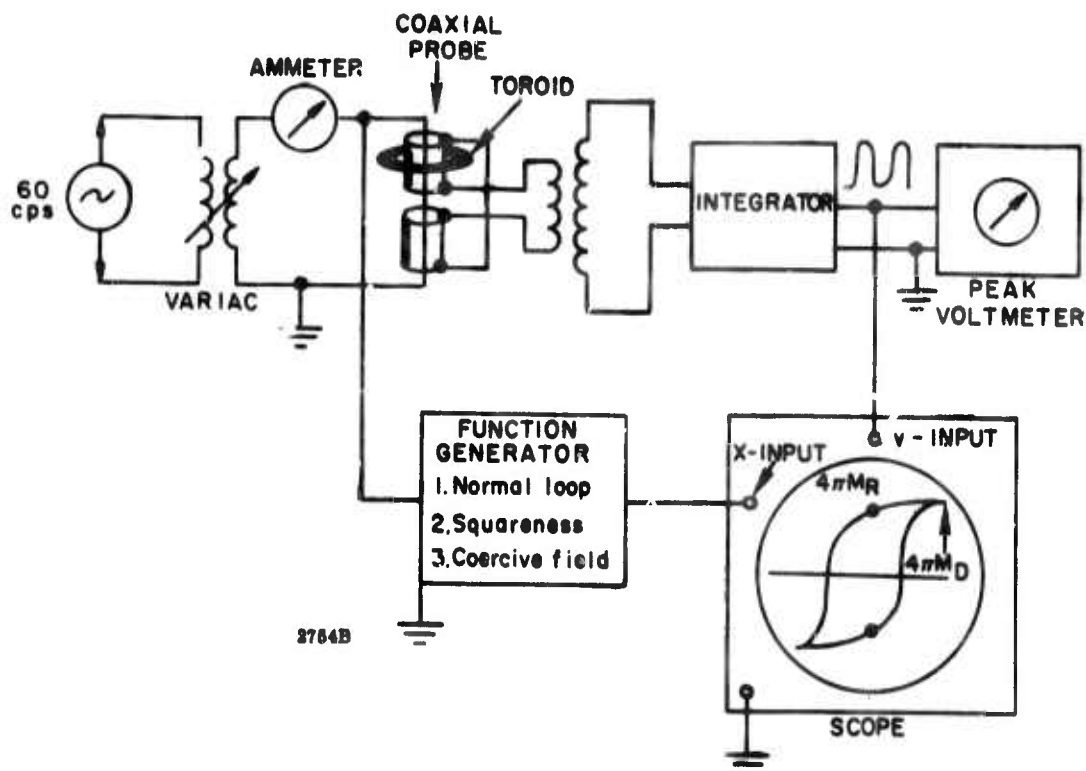 COAXIAL
PROBE
AMMETER
TOROID
60
cps
VARIAC
INTEGRATOR
PEAK
VOLTMETER
FUNCTION
GENERATOR
1. Normal loop
2. Squareness
3. Coercive field
X-INPUT
v - INPUT
4πMR
4πMD
SCOPE
2754B